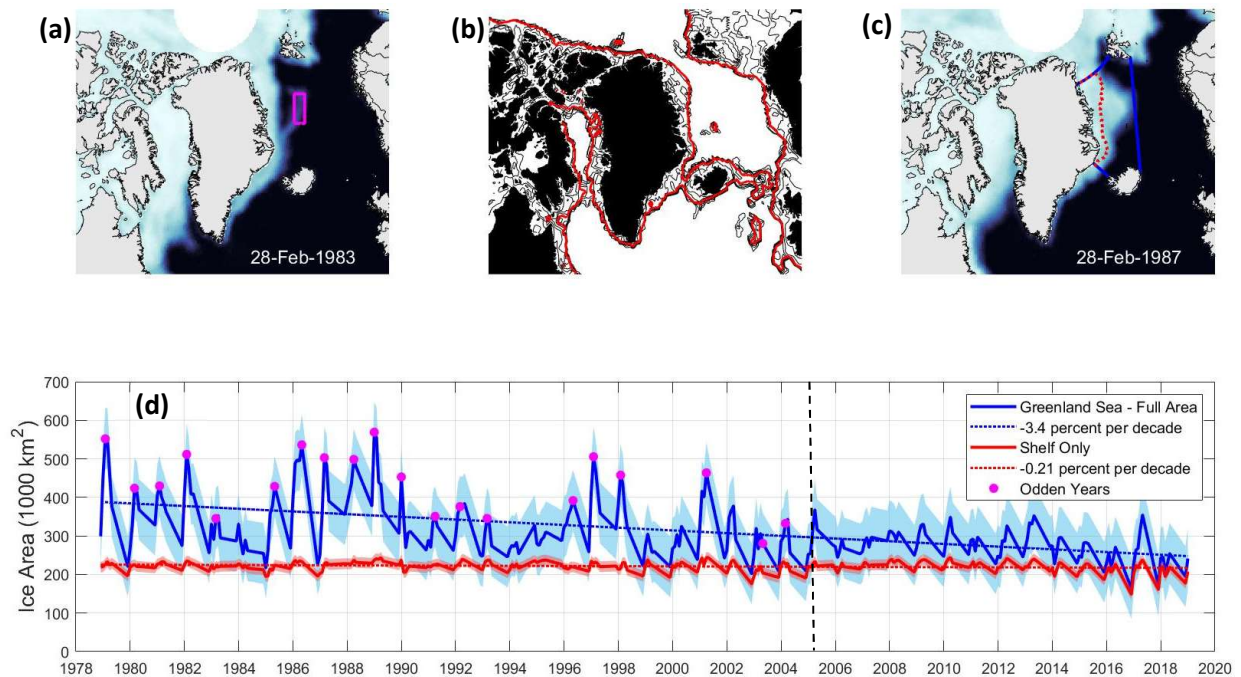 (a)
28-Feb-1983
(b)
(c)
28-Feb-1987
(d)
Ice Area (1000 km²)
700
600
500
400
300
200
100
0
Greenland Sea - Full Area
-3.4 percent per decade
Shelf Only
-0.21 percent per decade
Odden Years
1978 1980 1982 1984 1986 1988 1990 1992 1994 1996 1998 2000 2002 2004 2006 2008 2010 2012 2014 2016 2018 2020